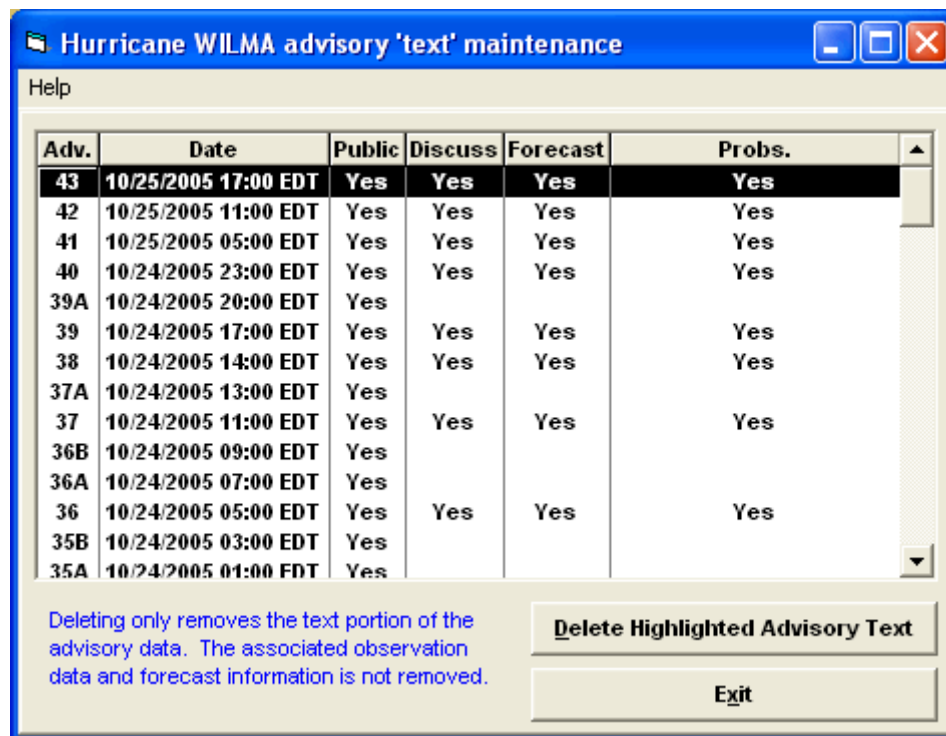 Hurricane WILMA advisory 'text' maintenance
Help
Adv. Date Public Discuss Forecast Probs.
43 10/25/2005 17:00 EDT Yes Yes Yes Yes
42 10/25/2005 11:00 EDT Yes Yes Yes Yes
41 10/25/2005 05:00 EDT Yes Yes Yes Yes
40 10/24/2005 23:00 EDT Yes Yes Yes Yes
39A 10/24/2005 20:00 EDT Yes
39 10/24/2005 17:00 EDT Yes Yes Yes Yes
38 10/24/2005 14:00 EDT Yes Yes Yes Yes
37A 10/24/2005 13:00 EDT Yes
37 10/24/2005 11:00 EDT Yes Yes Yes Yes
36B 10/24/2005 09:00 EDT Yes
36A 10/24/2005 07:00 EDT Yes
36 10/24/2005 05:00 EDT Yes Yes Yes Yes
35B 10/24/2005 03:00 EDT Yes
35A 10/24/2005 01:00 EDT Yes
Deleting only removes the text portion of the
advisory data. The associated observation
data and forecast information is not removed.
Delete Highlighted Advisory Text
Exit